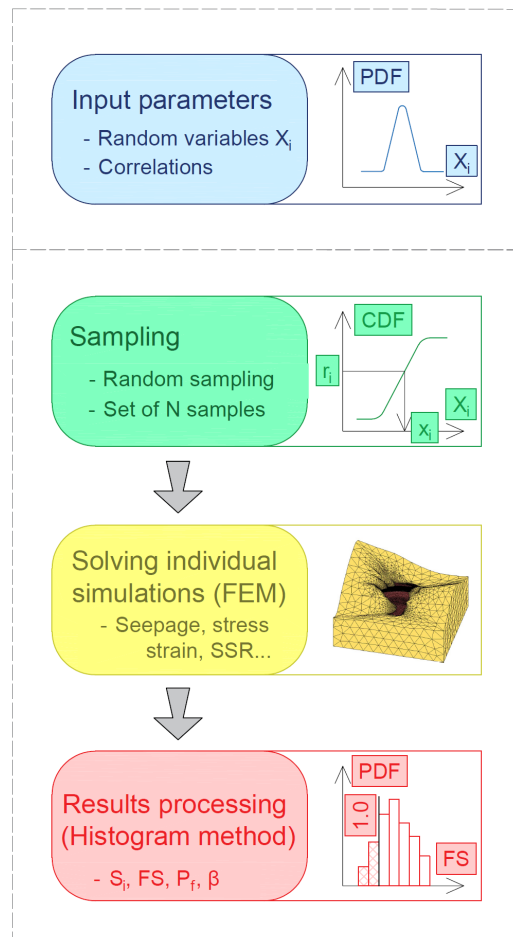 Input parameters
- Random variables Xi
- Correlations
PDF
Xi
Sampling
- Random sampling
- Set of N samples
CDF
ri
Xi
xi
Solving individual
simulations (FEM)
- Seepage, stress
strain, SSR...
Results processing
(Histogram method)
- Si, FS, Pf, β
PDF
1.0
FS